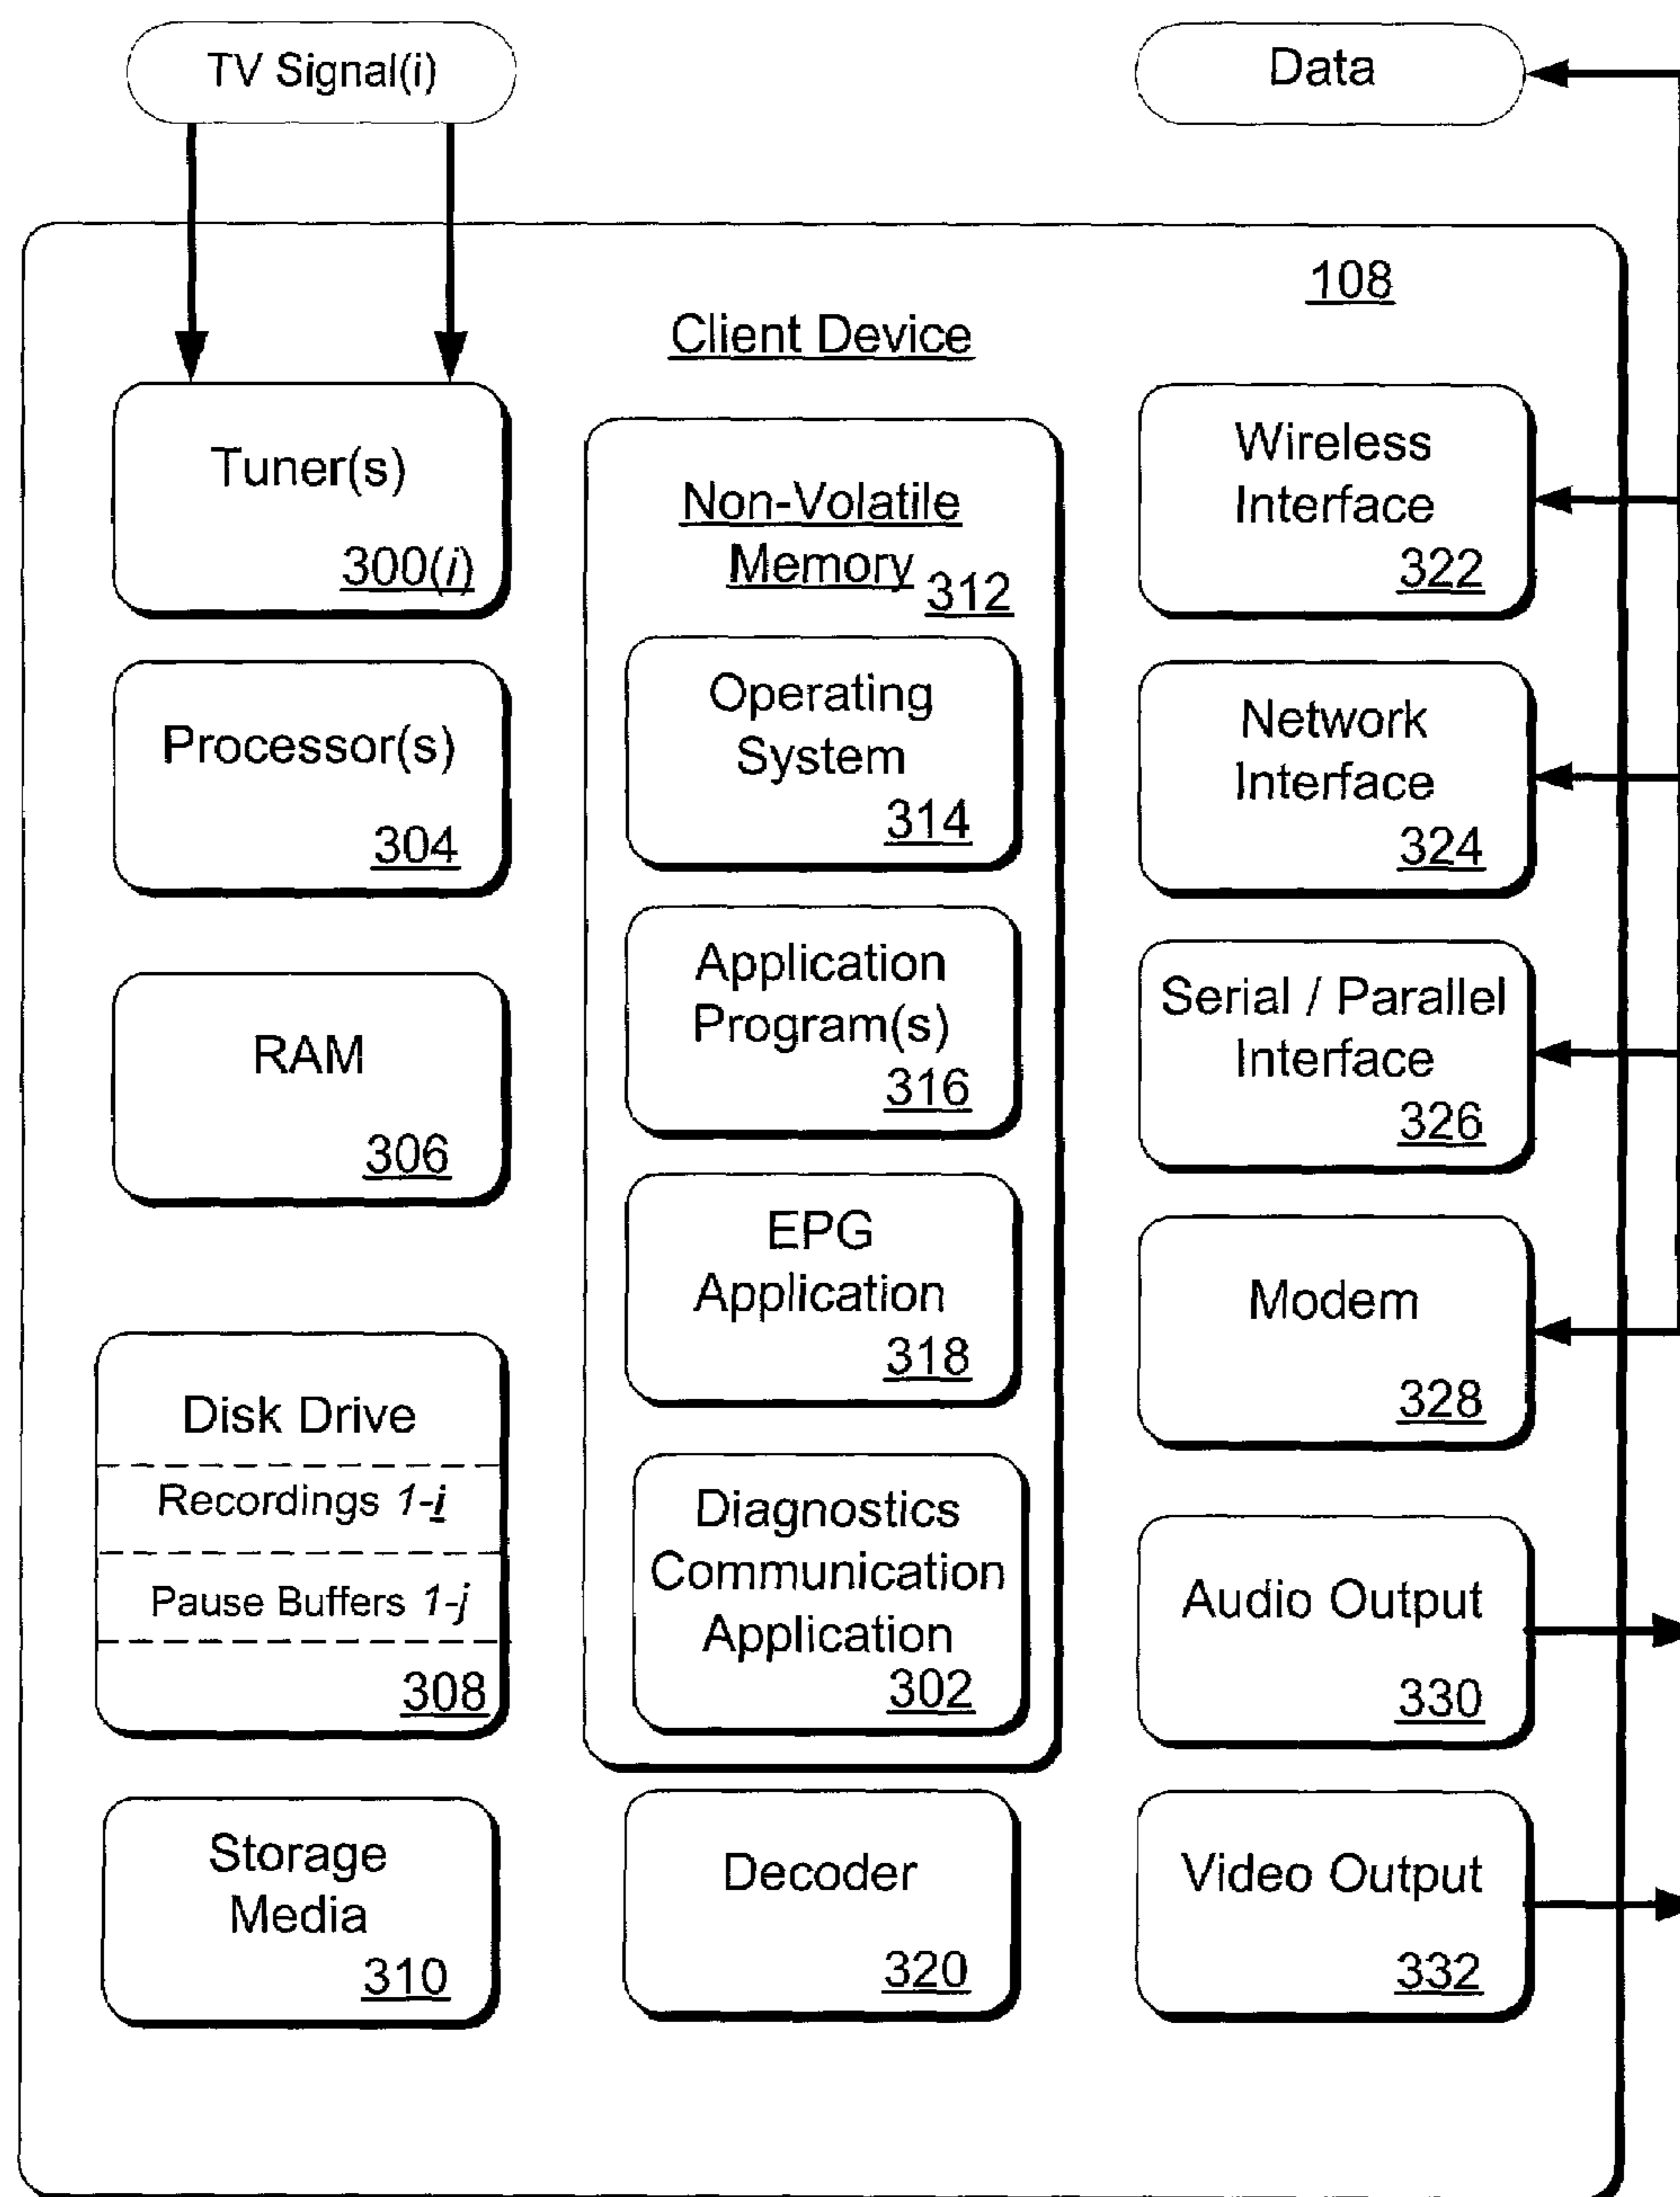 TV Signal(i)
Data
108
Client Device
Tuner(s)
300(i)
Processor(s)
304
RAM
306
Disk Drive
Recordings 1-i
Pause Buffers 1-j
308
Storage
Media
310
Non-Volatile
Memory
312
Operating
System
314
Application
Program(s)
316
EPG
Application
318
Diagnostics
Communication
Application
302
Decoder
320
Wireless
Interface
322
Network
Interface
324
Serial / Parallel
Interface
326
Modem
328
Audio Output
330
Video Output
332